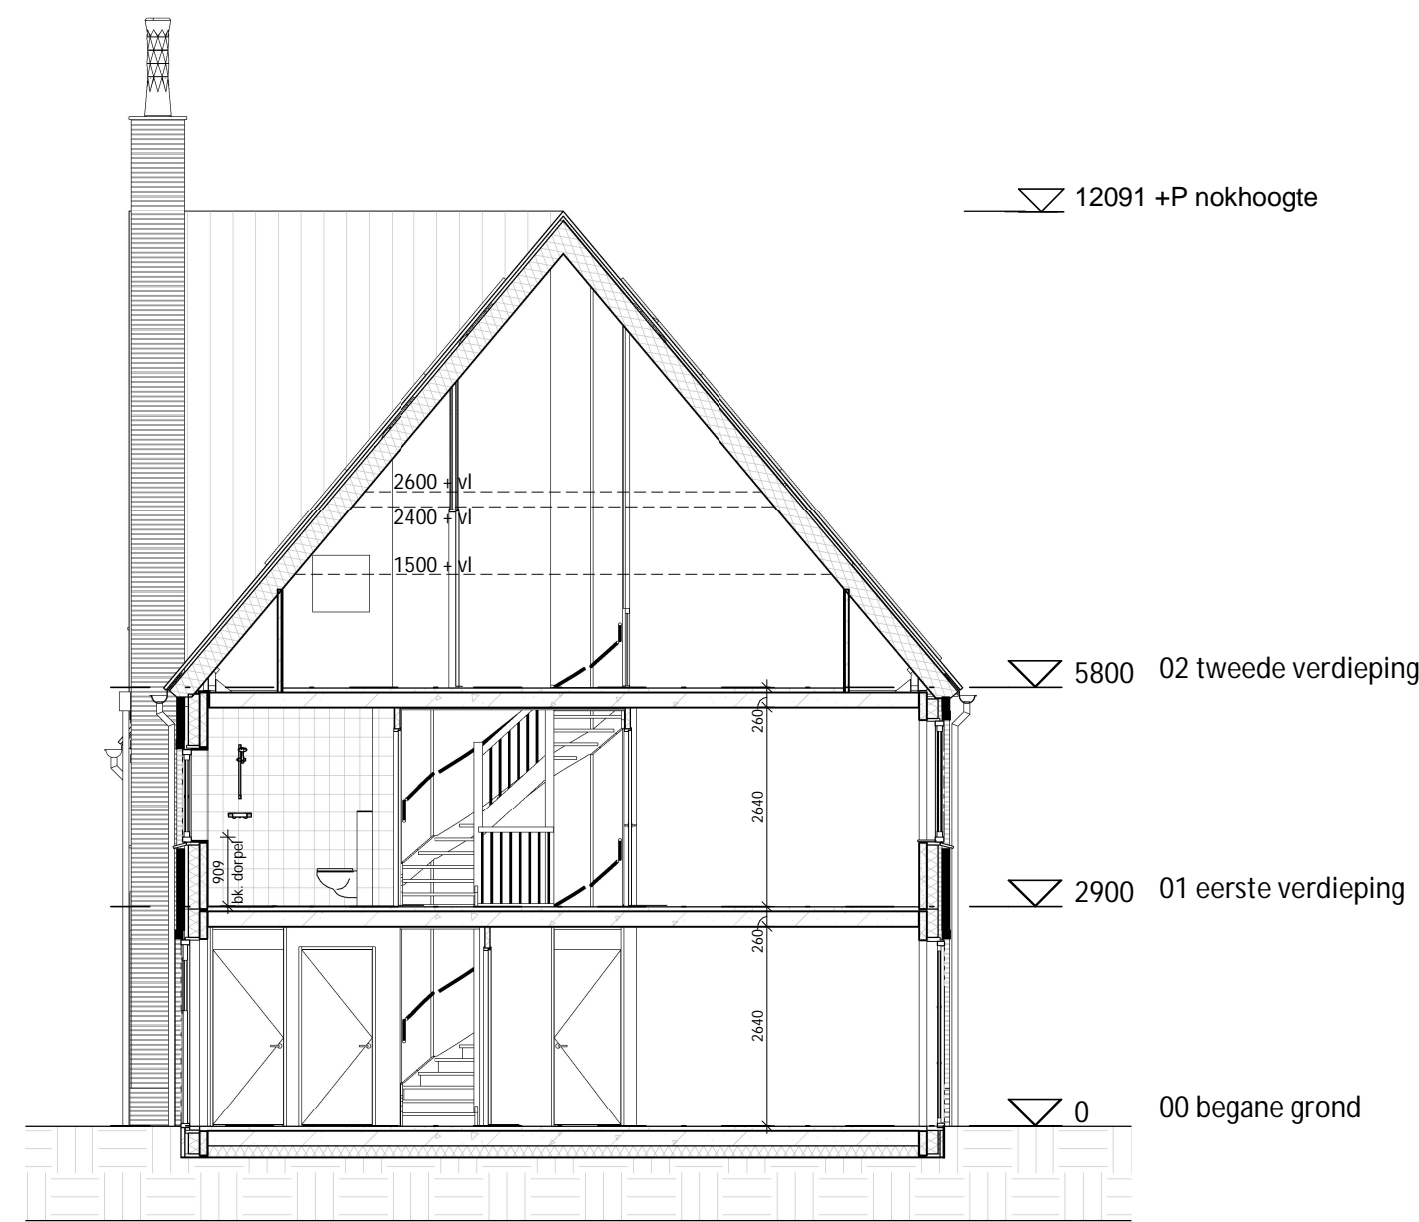 12091 +P nokhoogte
2600 + vl
2400 + vl
1500 + vl
5800 02 tweede verdieping
260
2640
909
bk. dorpel
2900 01 eerste verdieping
260
2640
0 00 begane grond